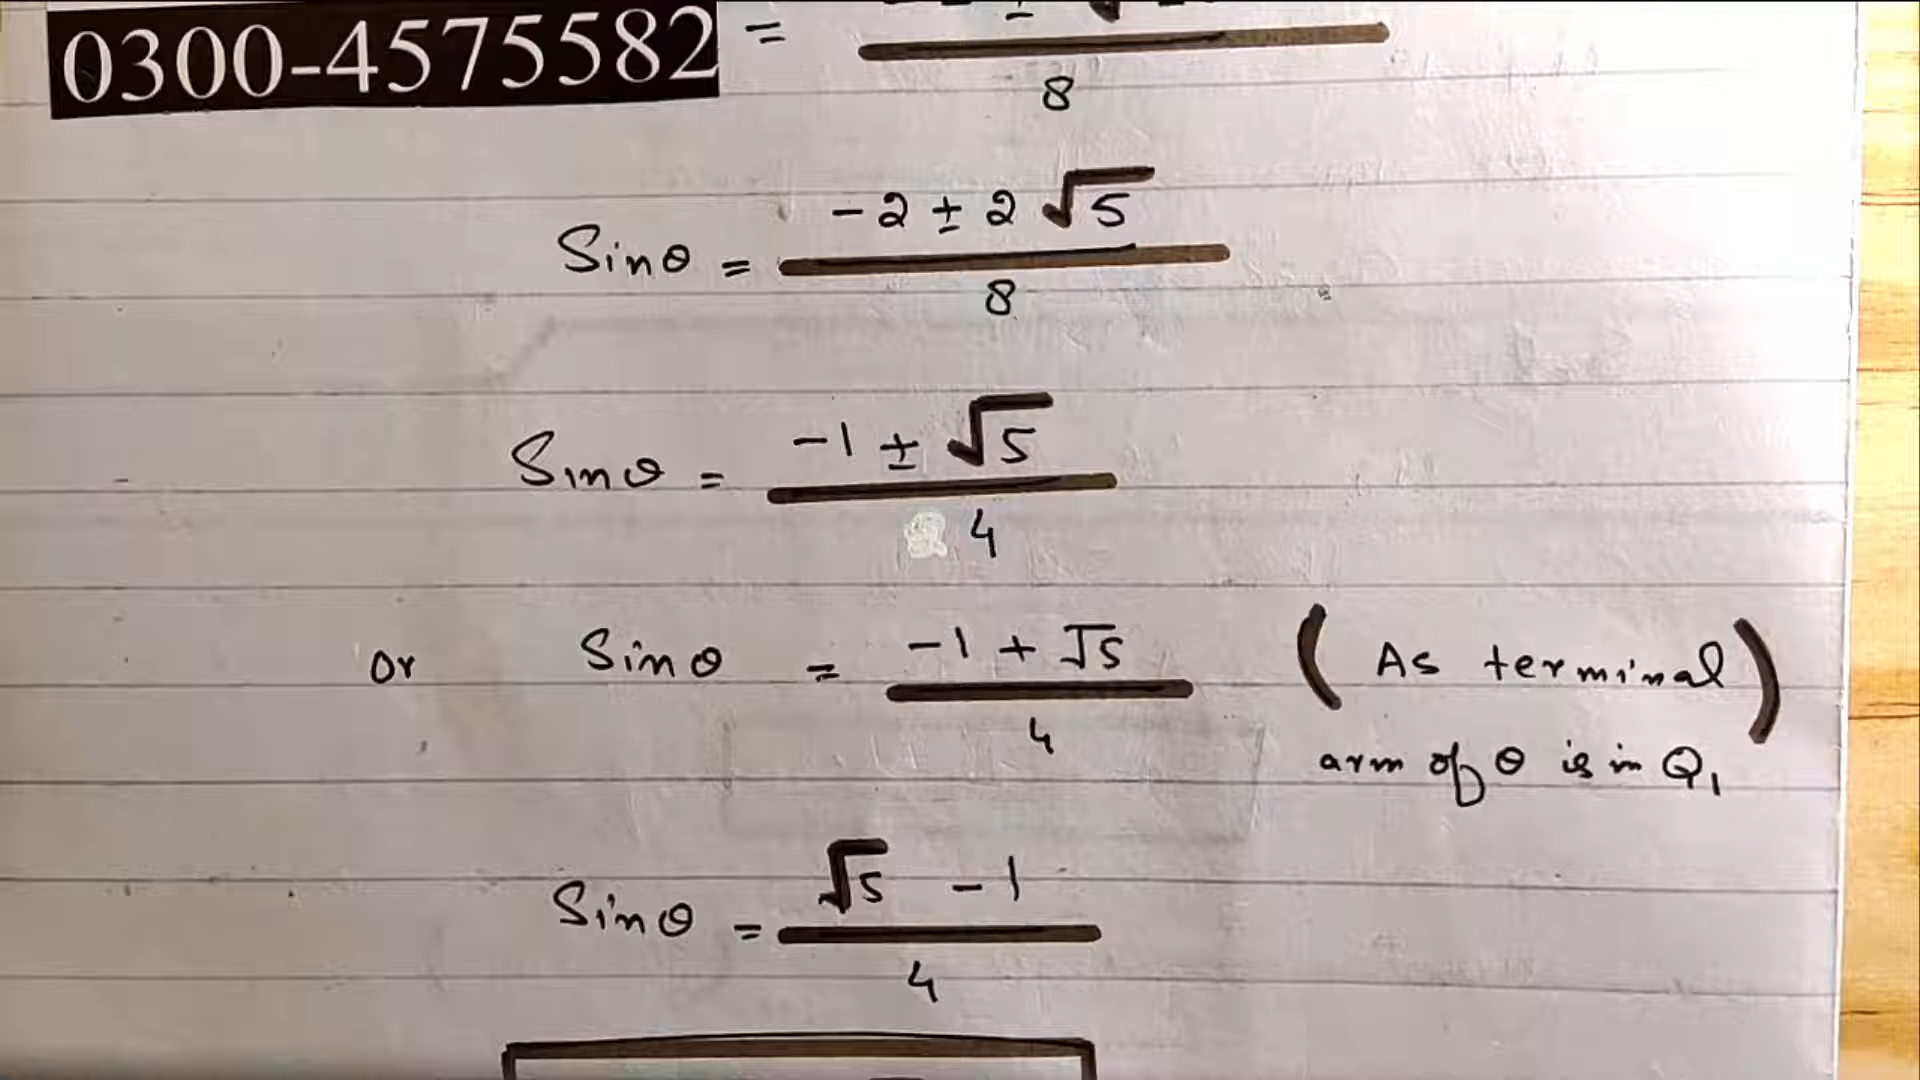 0300-4575582 =
8
Sinθ = -2 ± 2 √5 / 8
Sinθ = -1 ± √5 / 4
or Sinθ = -1 + √5 / 4 ( As terminal )
arm of θ is in Q₁
Sinθ = √5 - 1 / 4